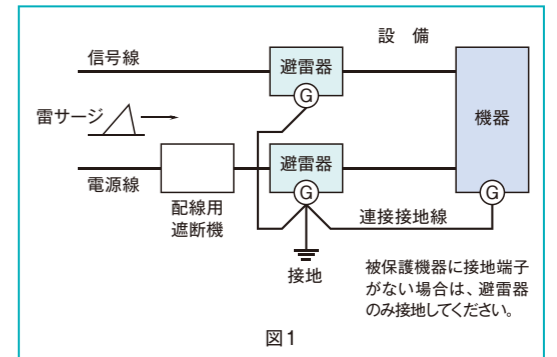 設　備
信号線
避雷器
G
機器
雷サージ
避雷器
G
G
電源線
配線用
遮断機
連接接地線
接地
被保護機器に接地端子
がない場合は、避雷器
のみ接地してください。
図1